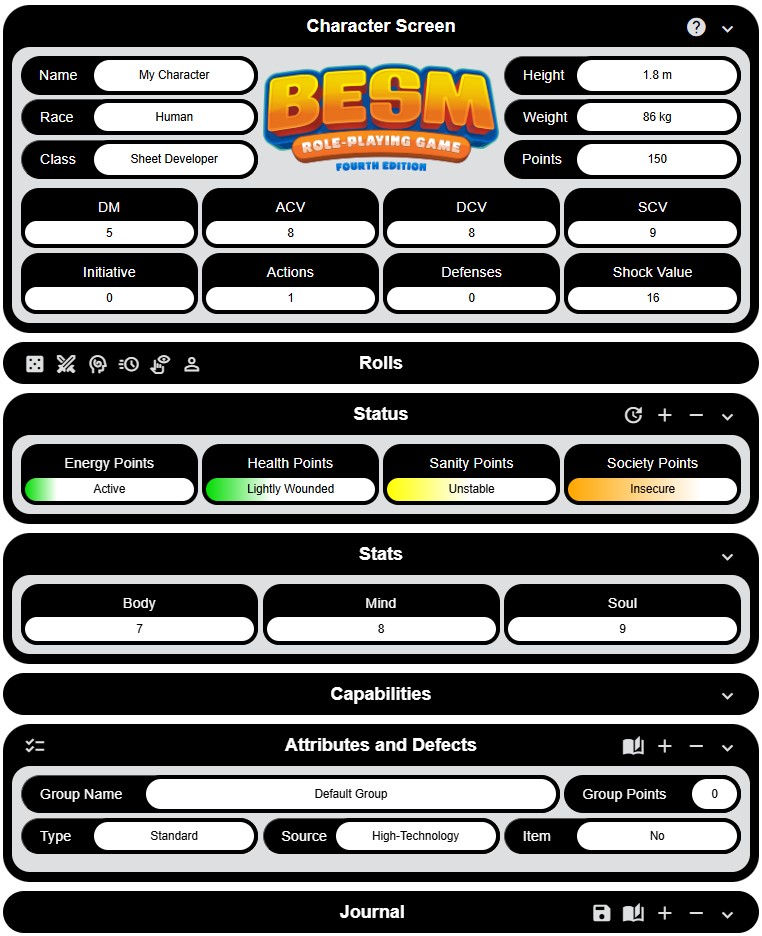 Character Screen
Name My Character
Race Human
Class Sheet Developer
BESM
ROLE-PLAYING GAME
FOURTH EDITION
Height 1.8 m
Weight 86 kg
Points 150
DM ACV DCV SCV
5 8 8 9
Initiative Actions Defenses Shock Value
0 1 0 16
Rolls
Status
Energy Points Health Points Sanity Points Society Points
Active Lightly Wounded Unstable Insecure
Stats
Body Mind Soul
7 8 9
Capabilities
Attributes and Defects
Group Name Default Group Group Points 0
Type Standard Source High-Technology Item No
Journal